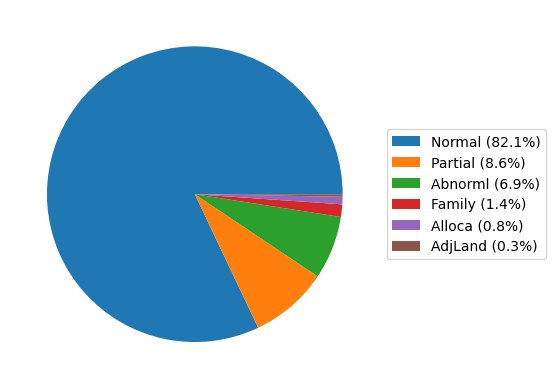 Normal (82.1%)
Partial (8.6%)
Abnorml (6.9%)
Family (1.4%)
Alloca (0.8%)
AdjLand (0.3%)